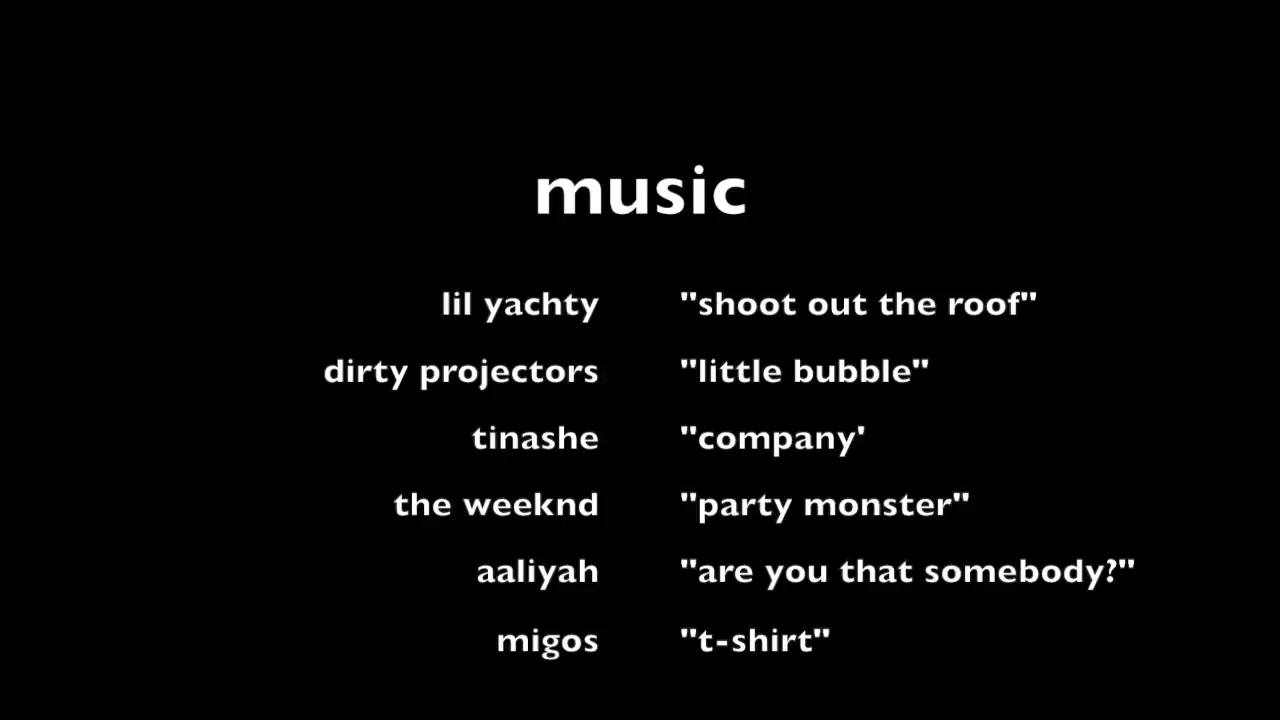 music
lil yachty "shoot out the roof"
dirty projectors "little bubble"
tinashe "company'
the weeknd "party monster"
aaliyah "are you that somebody?"
migos "t-shirt"